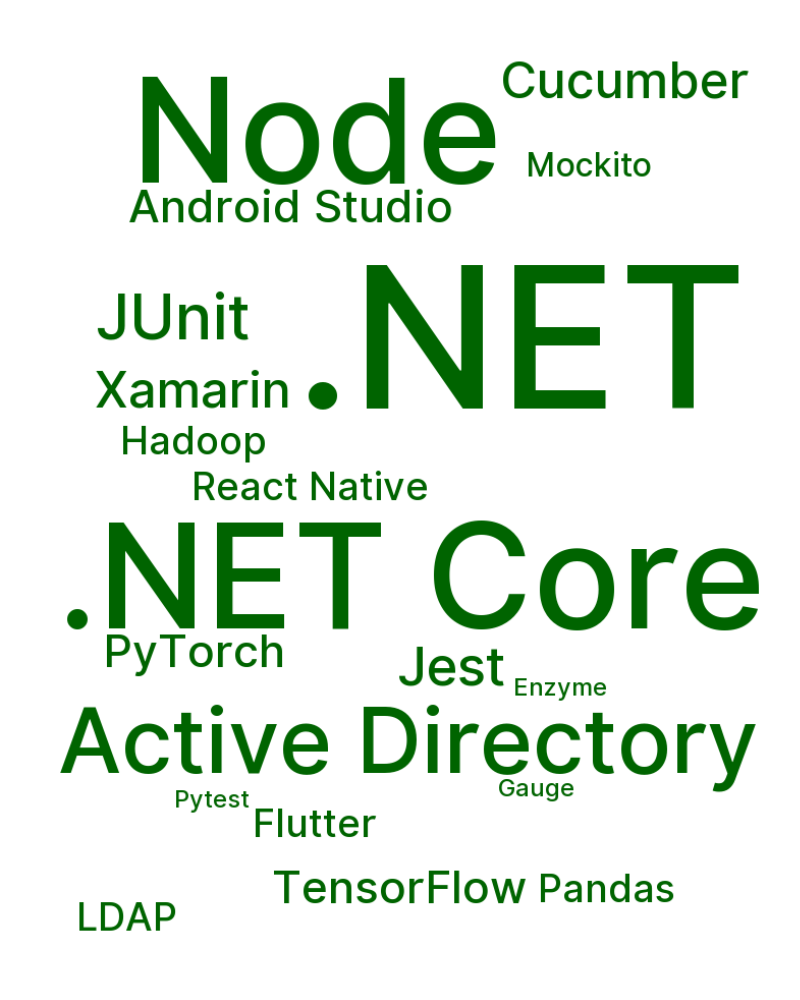 Cucumber
Node
Mockito
Android Studio
.NET
JUnit
Xamarin
Hadoop
React Native
.NET Core
PyTorch
Jest
Enzyme
Active Directory
Gauge
Pytest
Flutter
TensorFlow
Pandas
LDAP